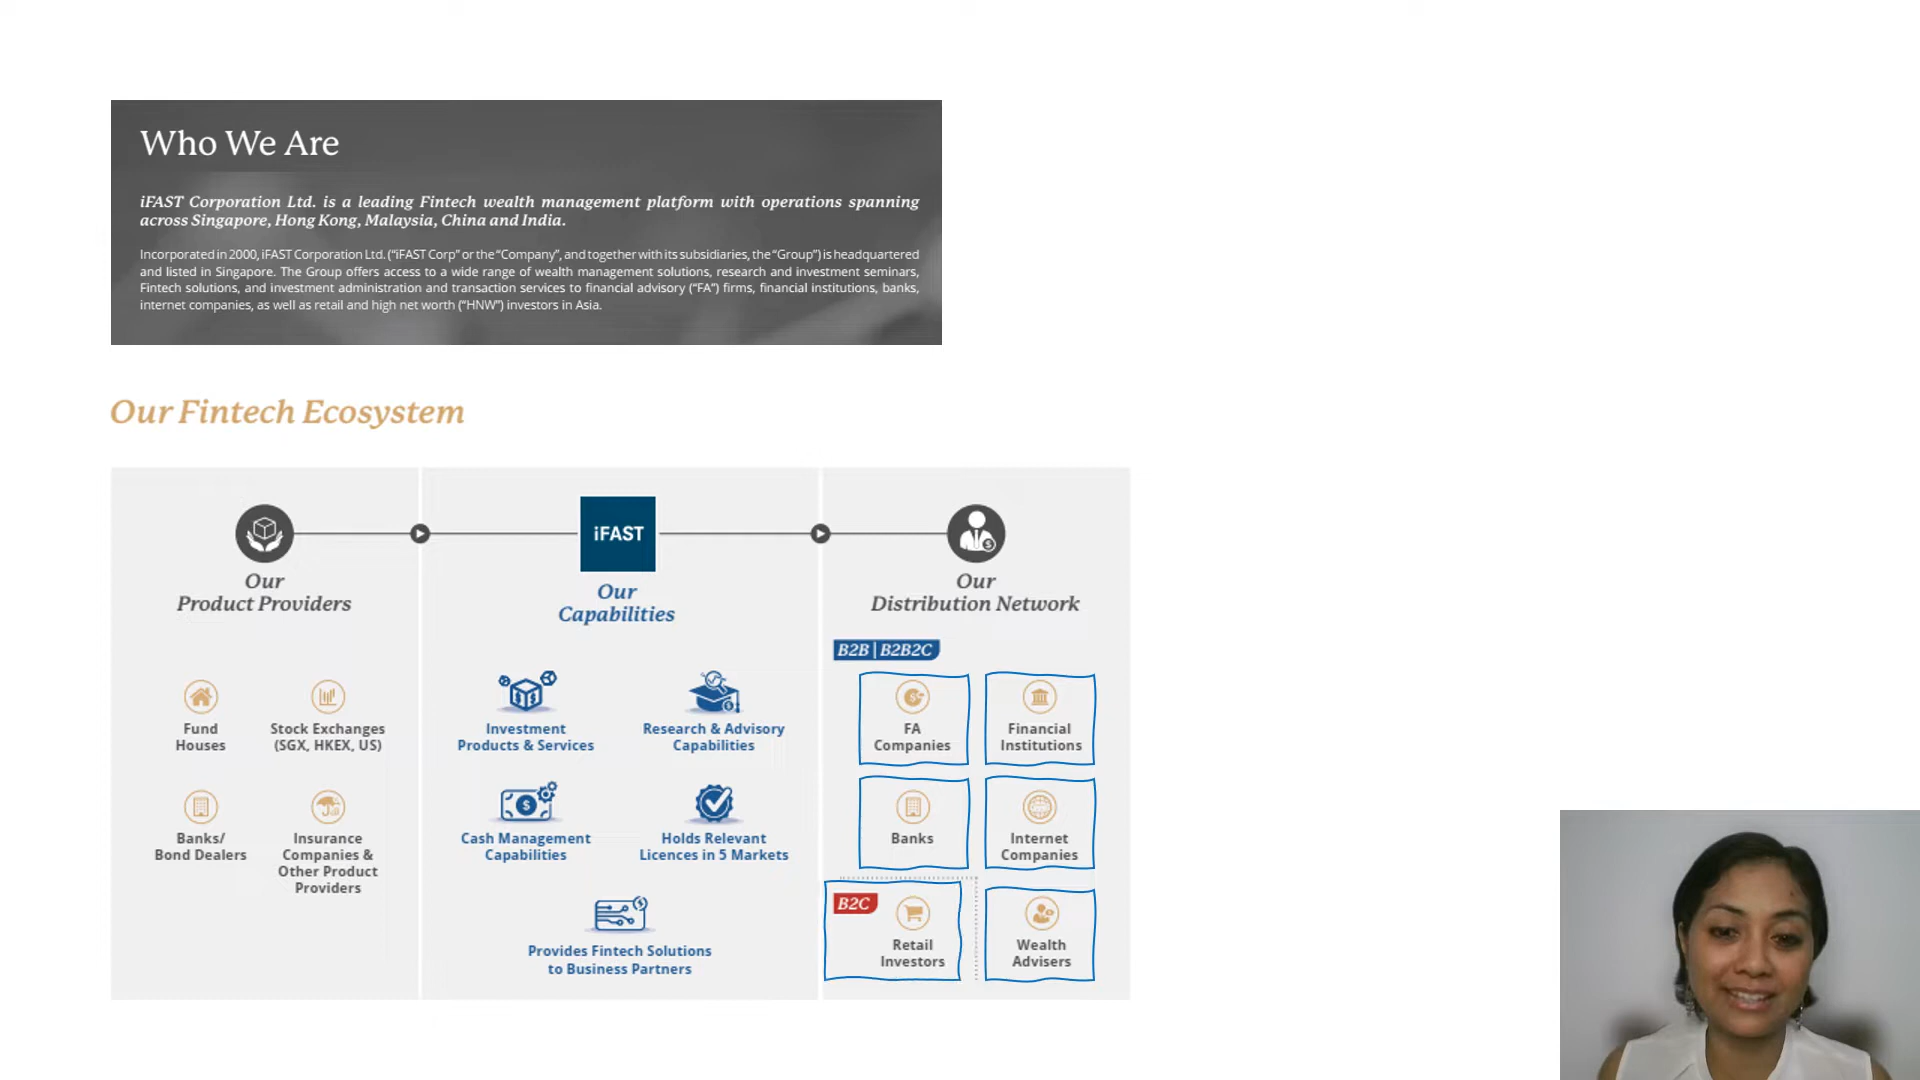 Who We Are
iFAST Corporation Ltd. is a leading Fintech wealth management platform with operations spanning
across Singapore, Hong Kong, Malaysia, China and India.
Incorporated in 2000, iFAST Corporation Ltd. (“iFAST Corp” or the “Company”, and together with its subsidiaries, the “Group”) is headquartered
and listed in Singapore. The Group offers access to a wide range of wealth management solutions, research and investment seminars,
Fintech solutions, and investment administration and transaction services to financial advisory (“FA”) firms, financial institutions, banks,
internet companies, as well as retail and high net worth (“HNW”) investors in Asia.
Our Fintech Ecosystem
Our
Product Providers
Fund
Houses
Stock Exchanges
(SGX, HKEX, US)
Banks/
Bond Dealers
Insurance
Companies &
Other Product
Providers
iFAST
Our
Capabilities
Investment
Products & Services
Research & Advisory
Capabilities
Cash Management
Capabilities
Holds Relevant
Licences in 5 Markets
Provides Fintech Solutions
to Business Partners
Our
Distribution Network
B2B | B2B2C
FA
Companies
Financial
Institutions
Banks
Internet
Companies
B2C
Retail
Investors
Wealth
Advisers